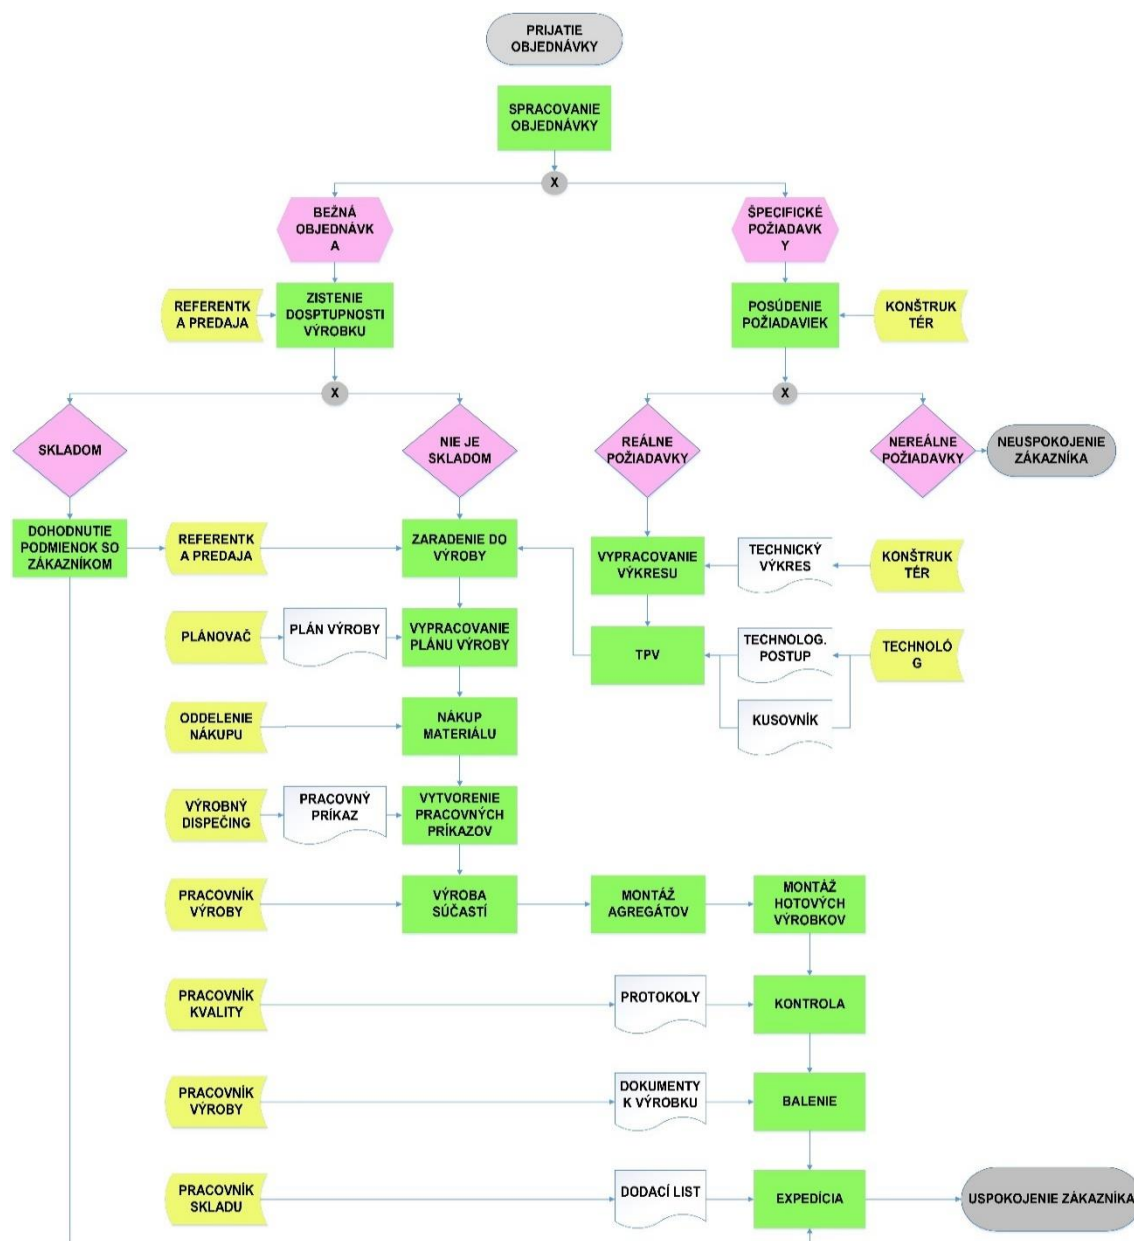 PRIJATIE
OBJEDNÁVKY
SPRACOVANIE
OBJEDNÁVKY
X
BEŽNÁ
OBJEDNÁVK
A
ŠPECIFICKÉ
POŽIADAVK
Y
REFERENTK
A PREDAJA
ZISTENIE
DOSPTUPNOSTI
VÝROBKU
POSÚDENIE
POŽIADAVIEK
KONŠTRUK
TÉR
X
X
SKLADOM
NIE JE
SKLADOM
REÁLNE
POŽIADAVKY
NEREÁLNE
POŽIADAVKY
NEUSPOKOJENIE
ZÁKAZNÍKA
DOHODNUTIE
PODMIENOK SO
ZÁKAZNÍKOM
REFERENTK
A PREDAJA
ZARADENIE DO
VÝROBY
VYPRACOVANIE
VÝKRESU
TECHNICKÝ
VÝKRES
KONŠTRUK
TÉR
PLÁNOVAČ
PLÁN VÝROBY
VYPRACOVANIE
PLÁNU VÝROBY
TPV
TECHNOLOG.
POSTUP
TECHNOLÓ
G
ODDELENIE
NÁKUPU
NÁKUP
MATERIÁLU
KUSOVNÍK
VÝROBNÝ
DISPEČING
PRACOVNÝ
PRÍKAZ
VYTVORENIE
PRACOVNÝCH
PRÍKAZOV
PRACOVNÍK
VÝROBY
VÝROBA
SÚČASTÍ
MONTÁŽ
AGREGÁTOV
MONTÁŽ
HOTOVÝCH
VÝROBKOV
PRACOVNÍK
KVALITY
PROTOKOLY
KONTROLA
PRACOVNÍK
VÝROBY
DOKUMENTY
K VÝROBKU
BALENIE
PRACOVNÍK
SKLADU
DODACÍ LIST
EXPEDÍCIA
USPOKOJENIE ZÁKAZNÍKA